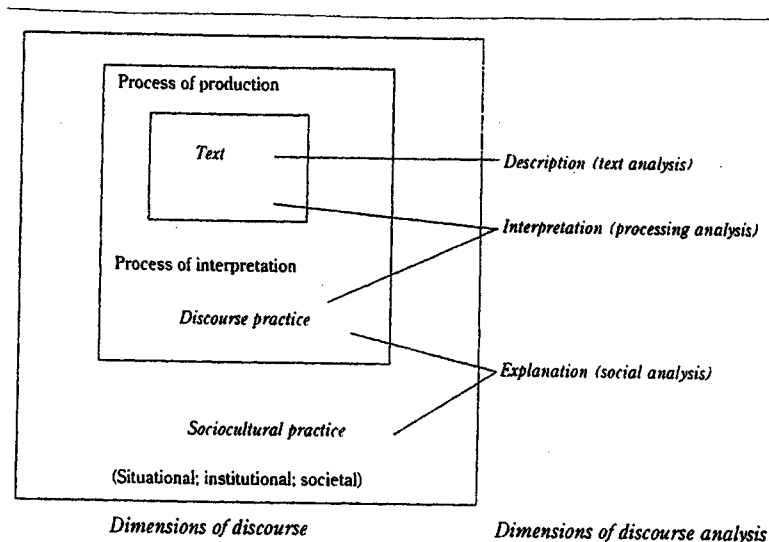 Process of production
Text
Description (text analysis)
Interpretation (processing analysis)
Process of interpretation
Discourse practice
Explanation (social analysis)
Sociocultural practice
(Situational; institutional; societal)
Dimensions of discourse
Dimensions of discourse analysis